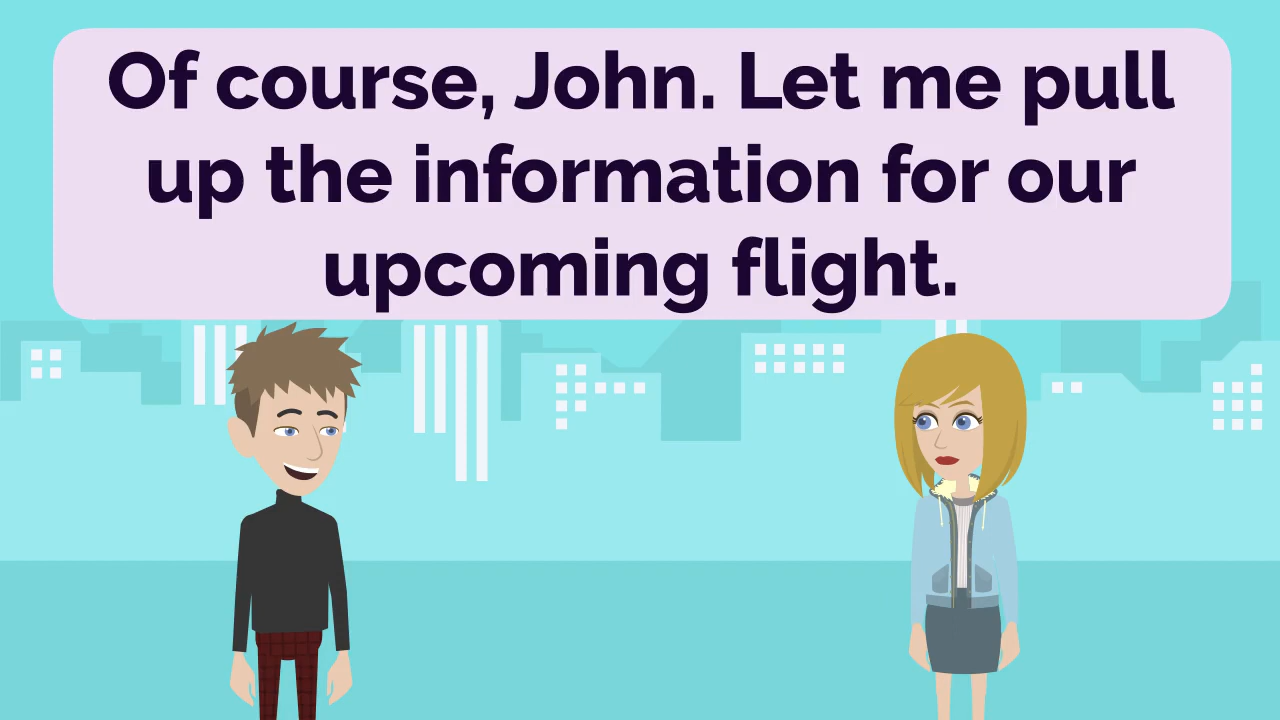 Of course, John. Let me pull
up the information for our
upcoming flight.